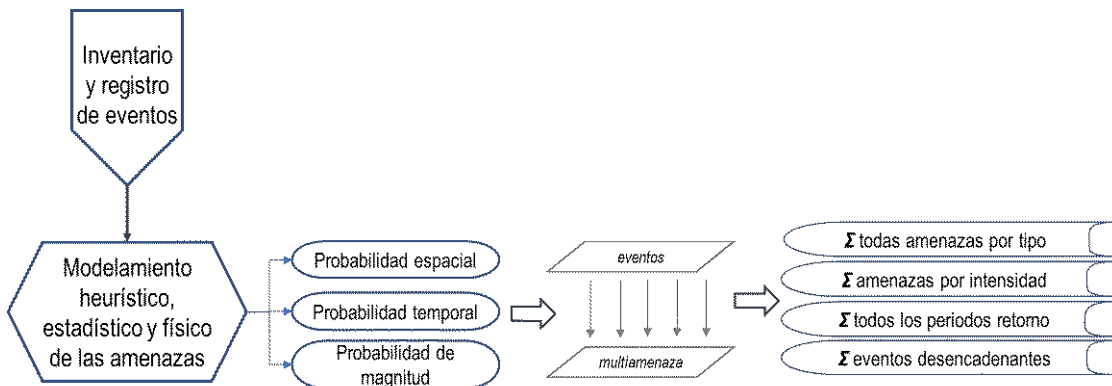 Inventario
y registro
de eventos
Modelamiento
heurístico,
estadístico y físico
de las amenazas
Probabilidad espacial
Probabilidad temporal
Probabilidad de
magnitud
eventos
multiamenaza
Σ todas amenazas por tipo
Σ amenazas por intensidad
Σ todos los periodos retorno
Σ eventos desencadenantes